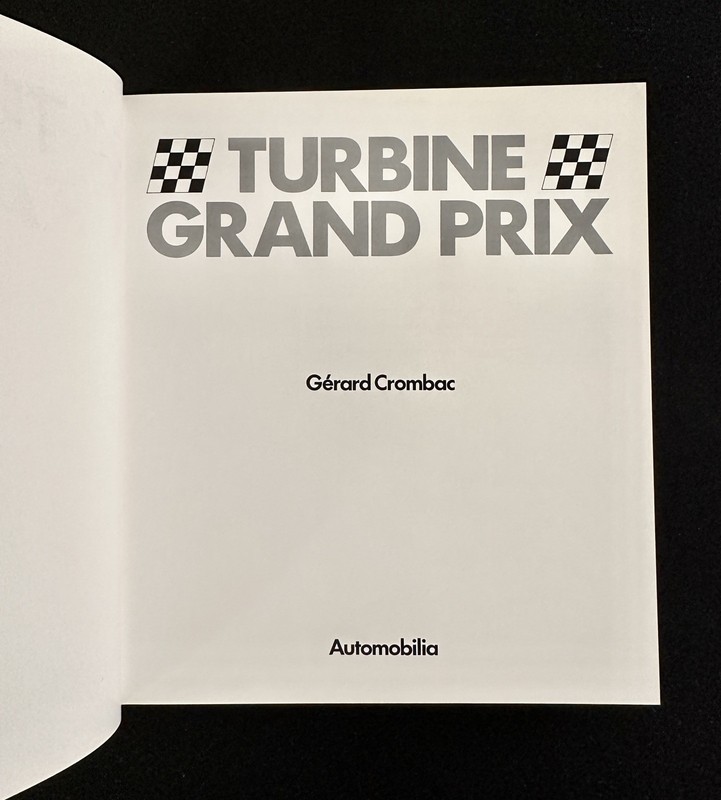 TURBINE
GRAND PRIX
Gérard Crombac
Automobilia